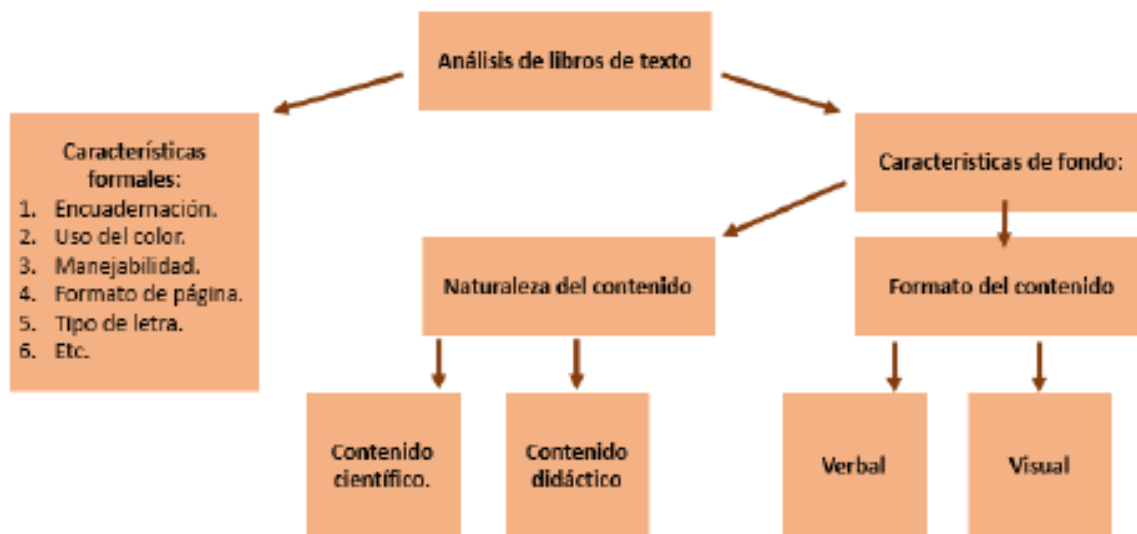 Análisis de libros de texto
Características
formales:
1. Encuadernación.
2. Uso del color.
3. Manejabilidad.
4. Formato de página.
5. Tipo de letra.
6. Etc.
Características de fondo:
Naturaleza del contenido
Formato del contenido
Contenido
científico.
Contenido
didáctico
Verbal
Visual